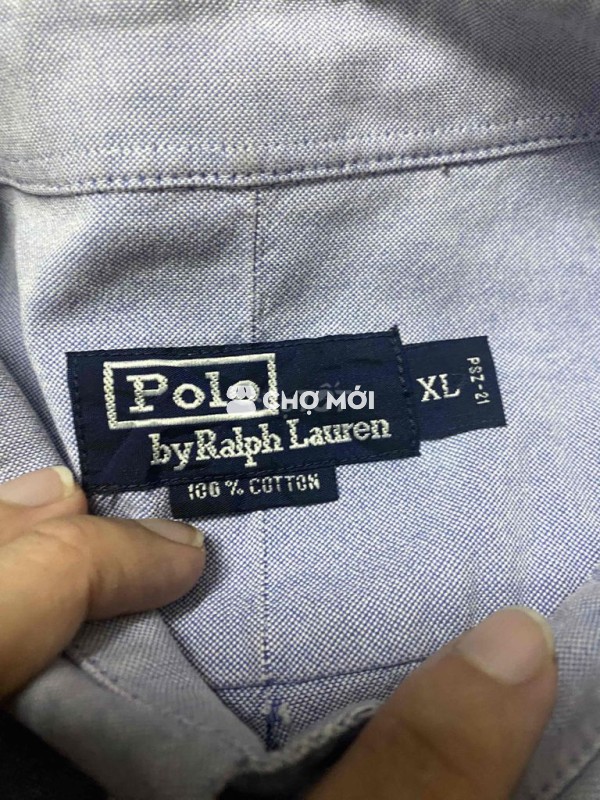 Polo
CHỢ MỚI
XL
PSZ-21
by Ralph Lauren
100% COTTON